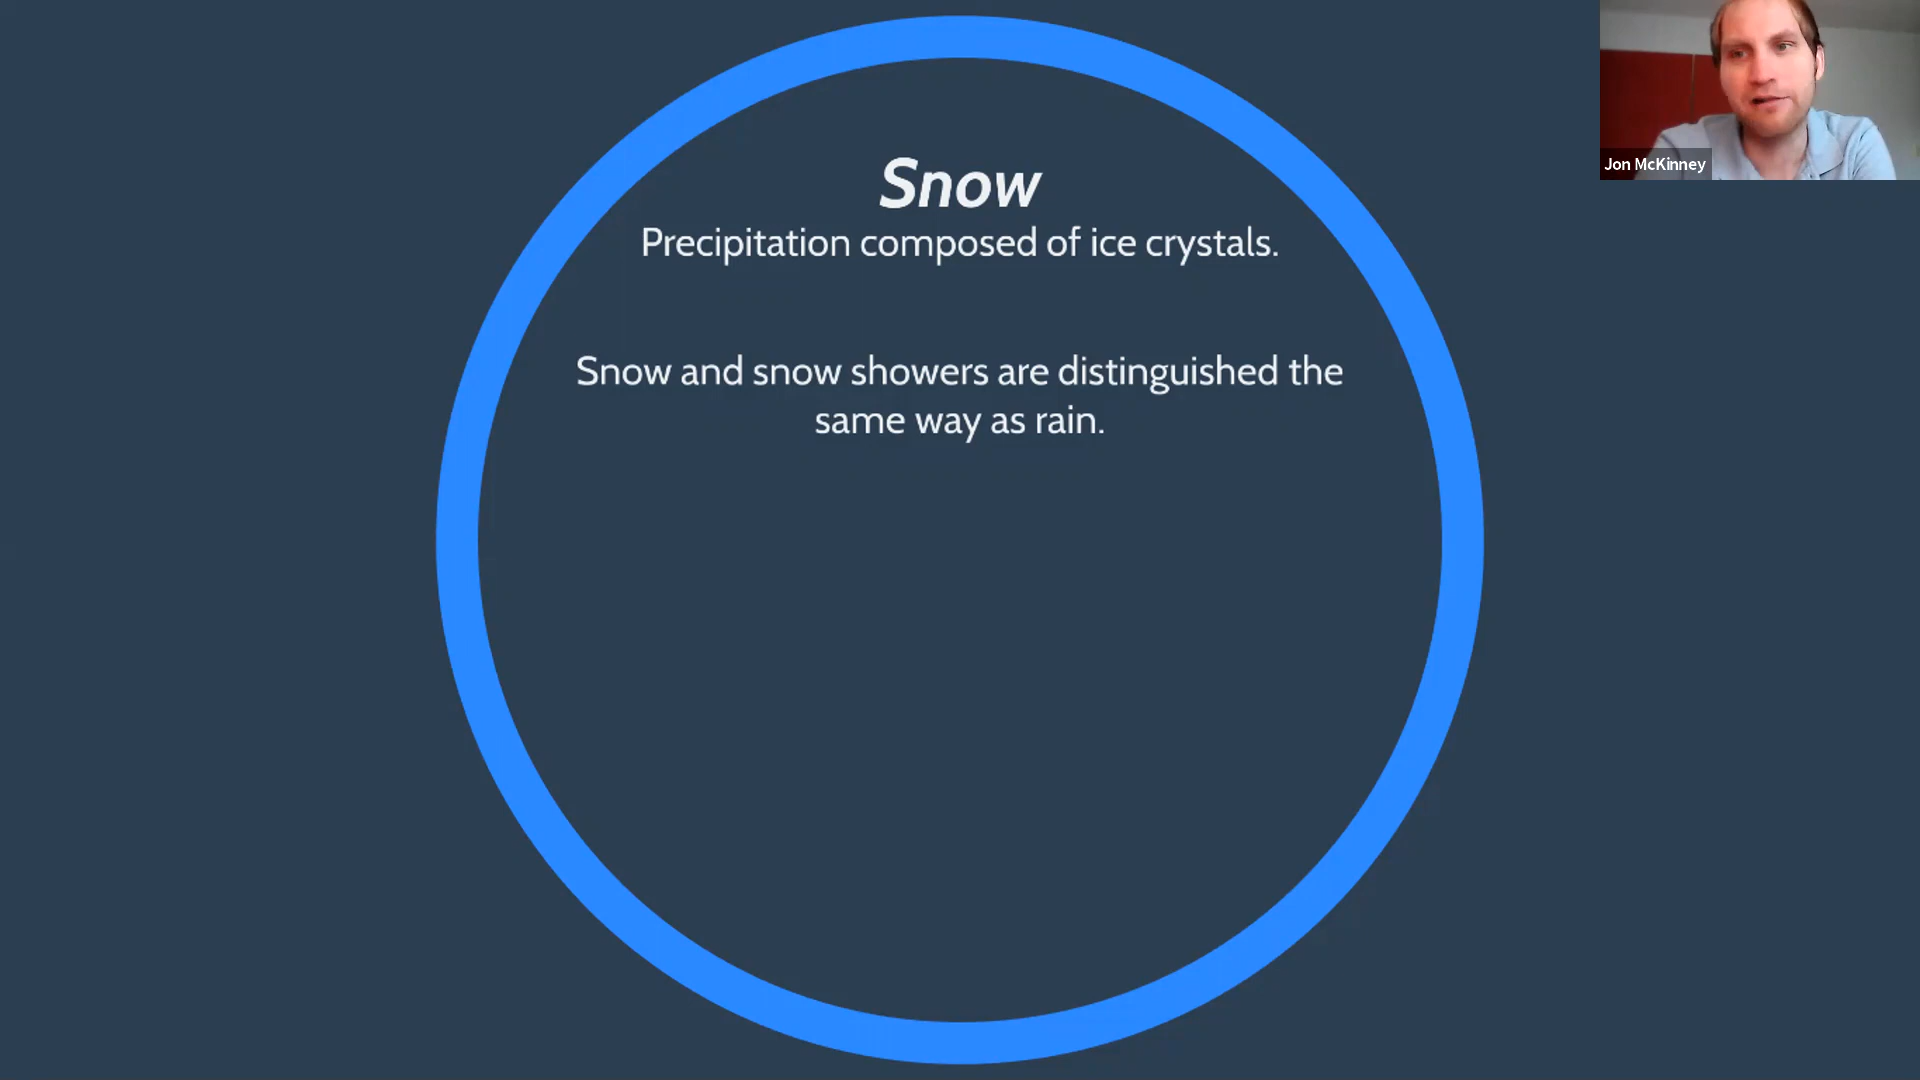 Snow
Precipitation composed of ice crystals.
Snow and snow showers are distinguished the
same way as rain.
Jon McKinney